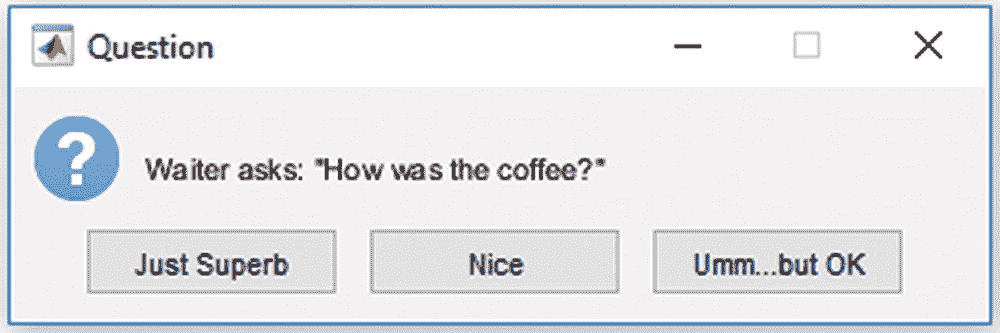 Question
?
Waiter asks: "How was the coffee?"
Just Superb
Nice
Umm...but OK